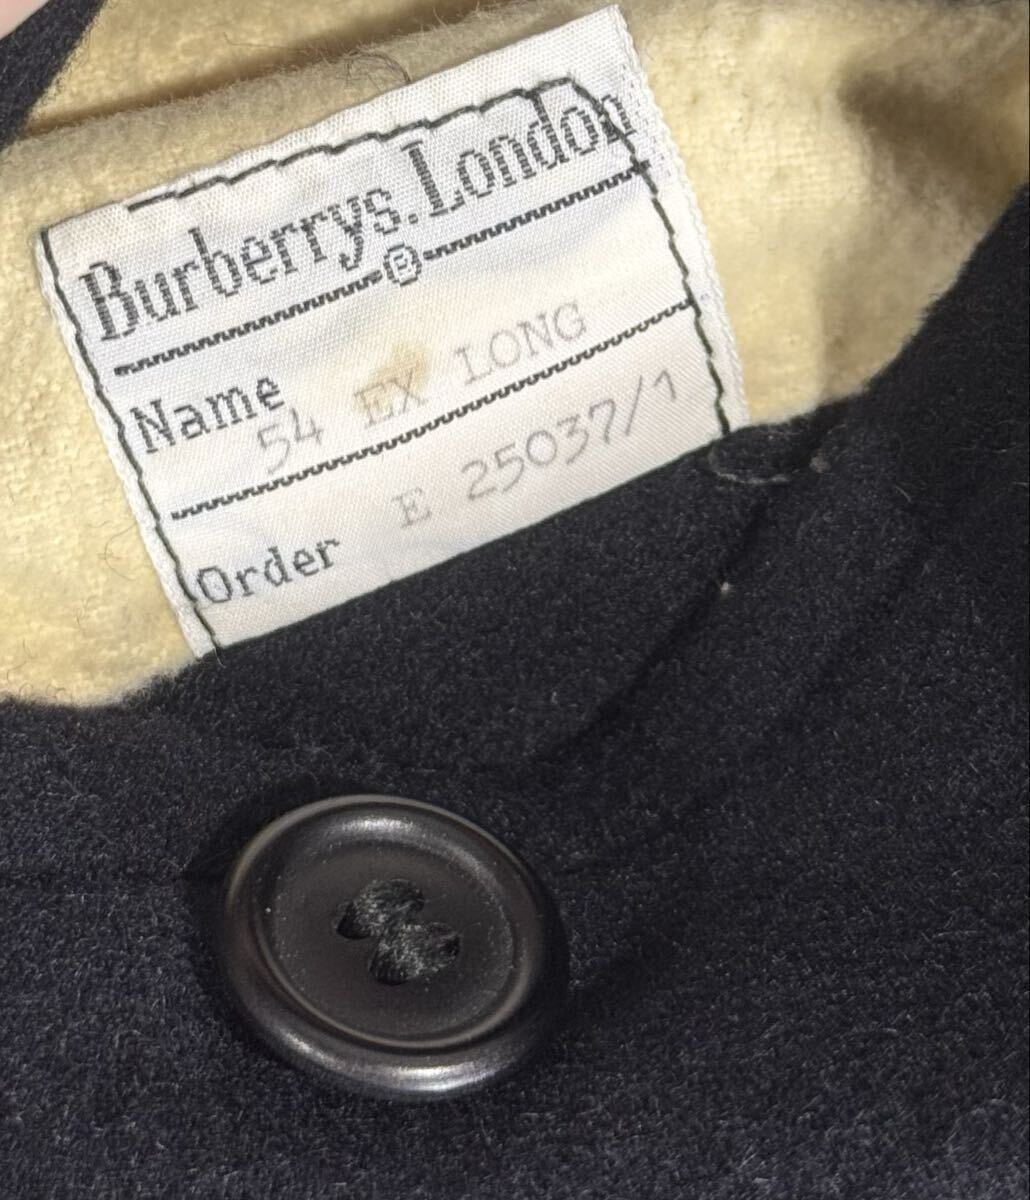 Burberrys. London
B
Name 54 EX LONG
Order E 25037/1